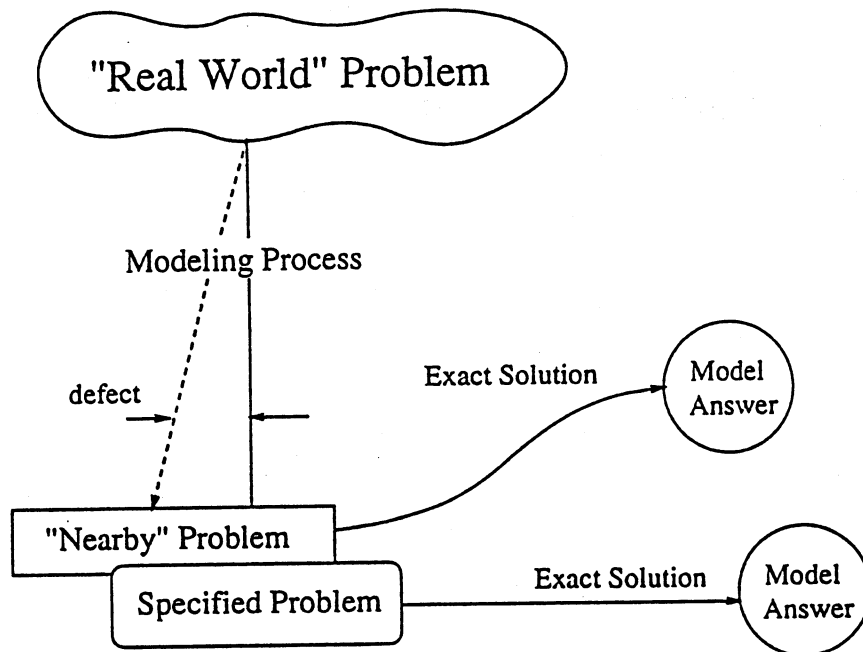 "Real World" Problem
Modeling Process
defect
Exact Solution
Model
Answer
"Nearby" Problem
Specified Problem
Exact Solution
Model
Answer